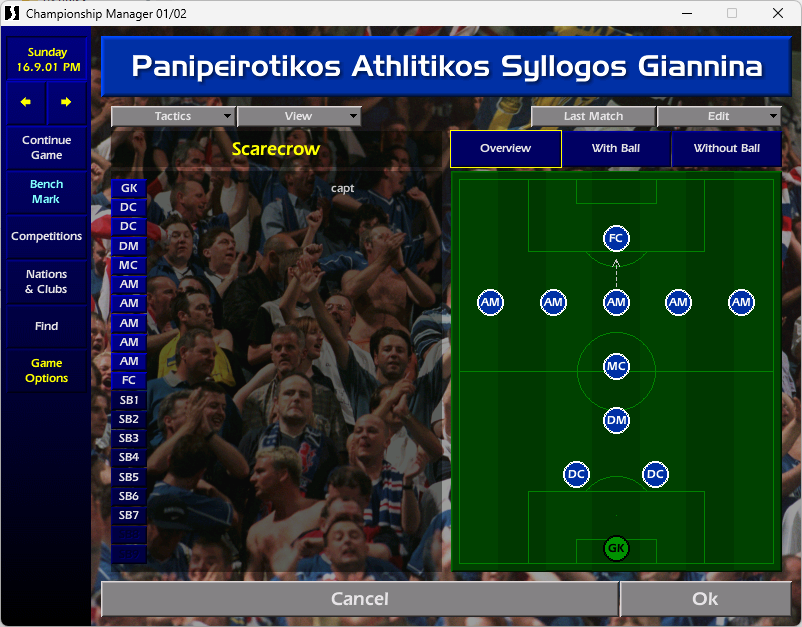 Championship Manager 01/02
Sunday
16.9.01 PM
Panipeirotikos Athlitikos Syllogos Giannina
Tactics
View
Last Match
Edit
Continue
Game
Bench
Mark
Competitions
Nations
& Clubs
Find
Game
Options
Scarecrow
Overview
With Ball
Without Ball
GK
capt
DC
DC
DM
MC
AM
AM
AM
AM
AM
FC
SB1
SB2
SB3
SB4
SB5
SB6
SB7
FC
AM AM AM AM AM
MC
DM
DC DC
GK
Cancel
Ok